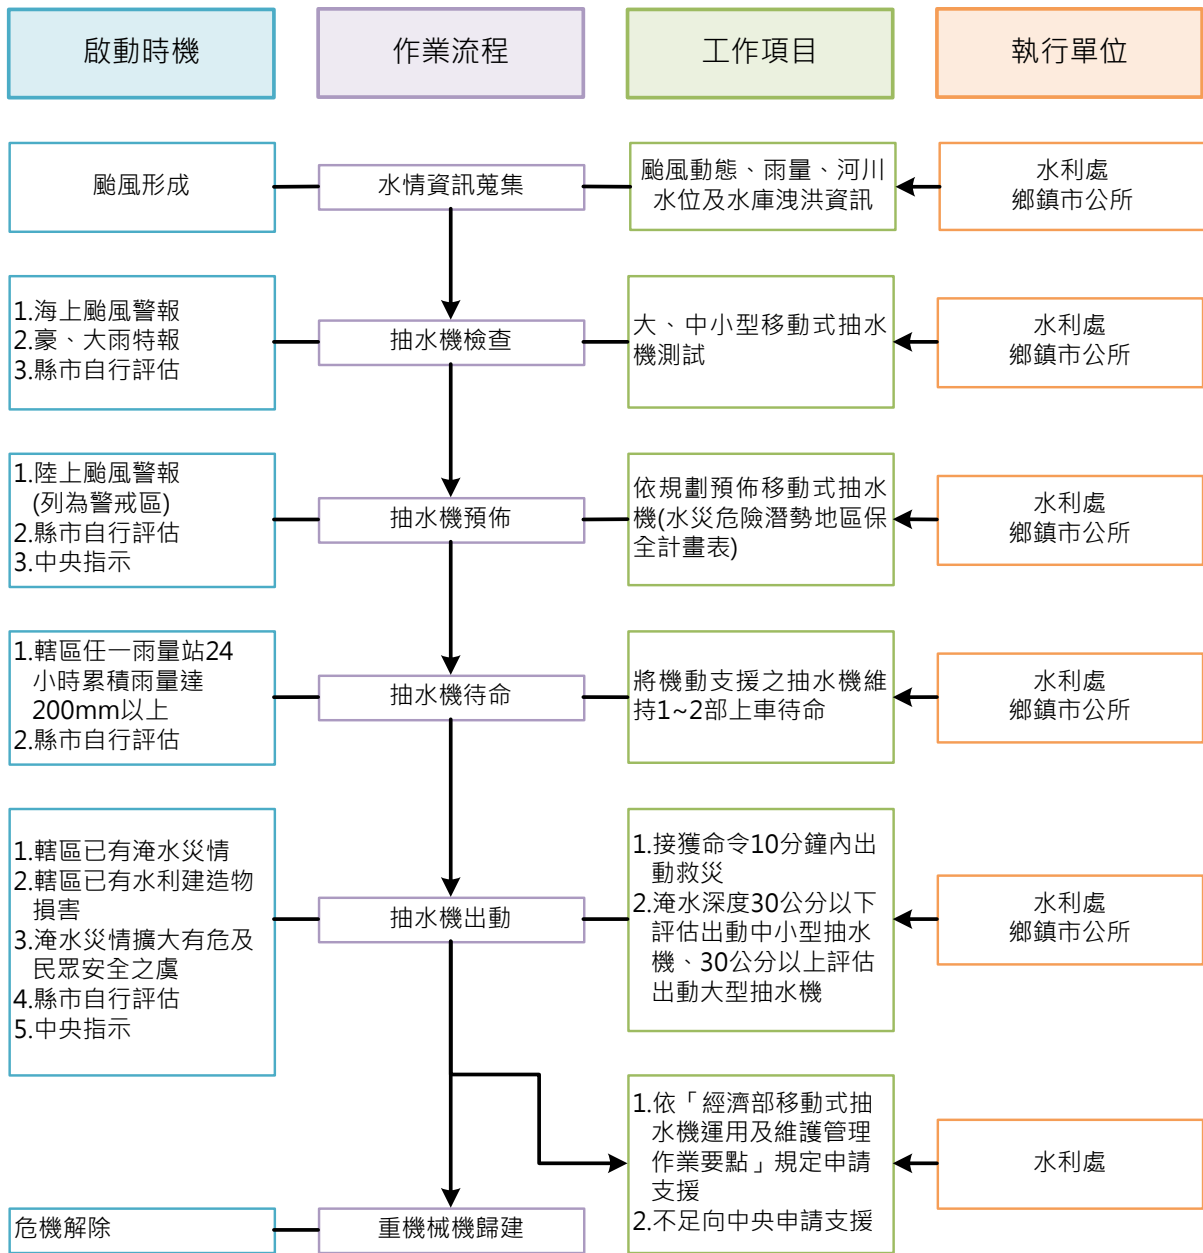 啟動時機
作業流程
工作項目
執行單位
颱風形成
水情資訊蒐集
颱風動態、雨量、河川
水位及水庫洩洪資訊
水利處
鄉鎮市公所
1.海上颱風警報
2.豪、大雨特報
3.縣市自行評估
抽水機檢查
大、中小型移動式抽水
機測試
水利處
鄉鎮市公所
1.陸上颱風警報
(列為警戒區)
2.縣市自行評估
3.中央指示
抽水機預佈
依規劃預佈移動式抽水
機(水災危險潛勢地區保
全計畫表)
水利處
鄉鎮市公所
1.轄區任一雨量站24
小時累積雨量達
200mm以上
2.縣市自行評估
抽水機待命
將機動支援之抽水機維
持1~2部上車待命
水利處
鄉鎮市公所
1.轄區已有淹水災情
2.轄區已有水利建造物
損害
3.淹水災情擴大有危及
民眾安全之虞
4.縣市自行評估
5.中央指示
抽水機出動
1.接獲命令10分鐘內出
動救災
2.淹水深度30公分以下
評估出動中小型抽水
機、30公分以上評估
出動大型抽水機
水利處
鄉鎮市公所
1.依「經濟部移動式抽
水機運用及維護管理
作業要點」規定申請
支援
2.不足向中央申請支援
水利處
危機解除
重機械機歸建